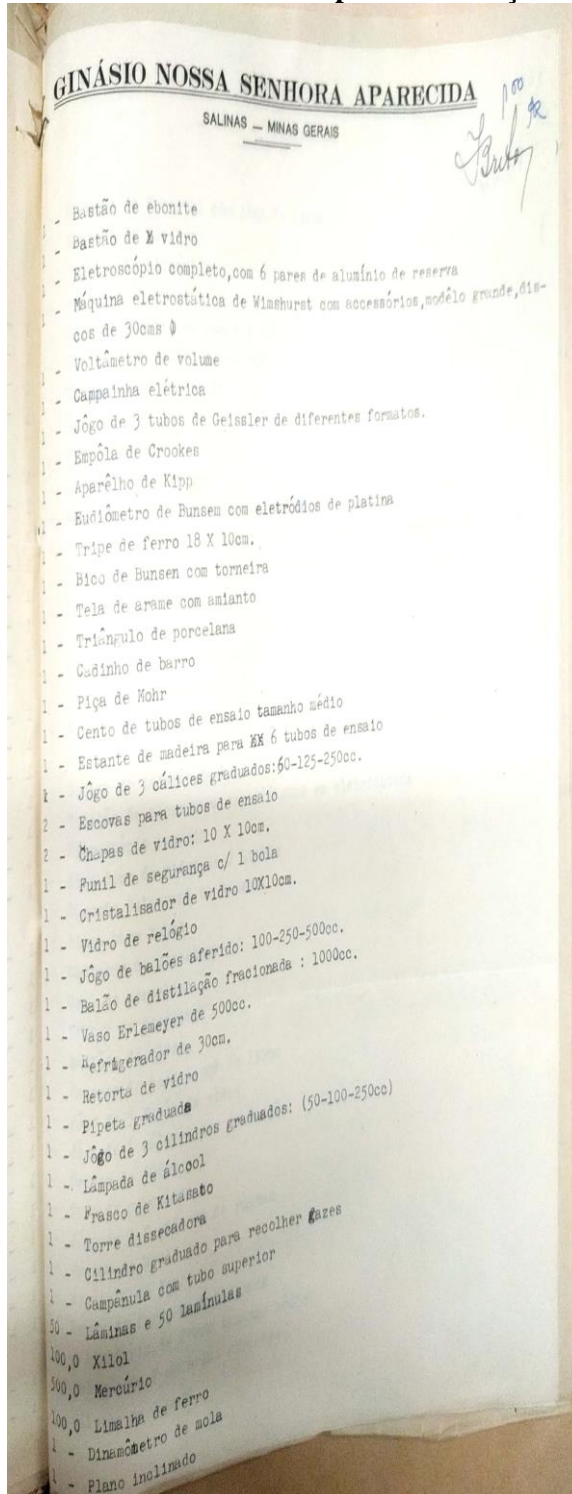 GINÁSIO NOSSA SENHORA APARECIDA
SALINAS — MINAS GERAIS
100
Brito
1 - Bastão de ebonite
1 - Bastão de X vidro
1 - Eletroscópio completo,com 6 pares de alumínio de reserva
1 - Máquina eletrostática de Wimshurst com accessórios,modêlo grande,dis-
cos de 30cms
1 - Voltâmetro de volume
1 - Campainha elétrica
1 - Jôgo de 3 tubos de Geissler de diferentes formatos.
1 - Empôla de Crookes
1 - Aparêlho de Kipp
1 - Eudiômetro de Bunsem com eletródios de platina
1 - Tripe de ferro 18 X 10cm.
1 - Bico de Bunsen com torneira
1 - Tela de arame com amianto
1 - Triângulo de porcelana
1 - Cadinho de barro
1 - Piça de Mohr
1 - Cento de tubos de ensaio tamanho médio
1 - Estante de madeira para XX 6 tubos de ensaio
1 - Jôgo de 3 cálices graduados:60-125-250cc.
2 - Escovas para tubos de ensaio
2 - Chapas de vidro: 10 X 10cm.
1 - Funil de segurança c/ 1 bola
1 - Cristalisador de vidro 10X10cm.
1 - Vidro de relógio
1 - Jôgo de balões aferido: 100-250-500cc.
1 - Balão de distilação fracionada : 1000cc.
1 - Vaso Erlemeyer de 500cc.
1 - Refrigerador de 30cm.
1 - Retorta de vidro
1 - Pipeta graduada
1 - Jôgo de 3 cilindros graduados: (50-100-250cc)
1 -. Lâmpada de álcool
1 - Frasco de Kitasato
1 - Torre dissecadora
1 - Cilindro graduado para recolher gazes
1 - Campânula com tubo superior
50 - Lâminas e 50 lamínulas
100,0 Xilol
500,0 Mercúrio
100,0 Limalha de ferro
1 - Dinamômetro de mola
1 - Plano inclinado